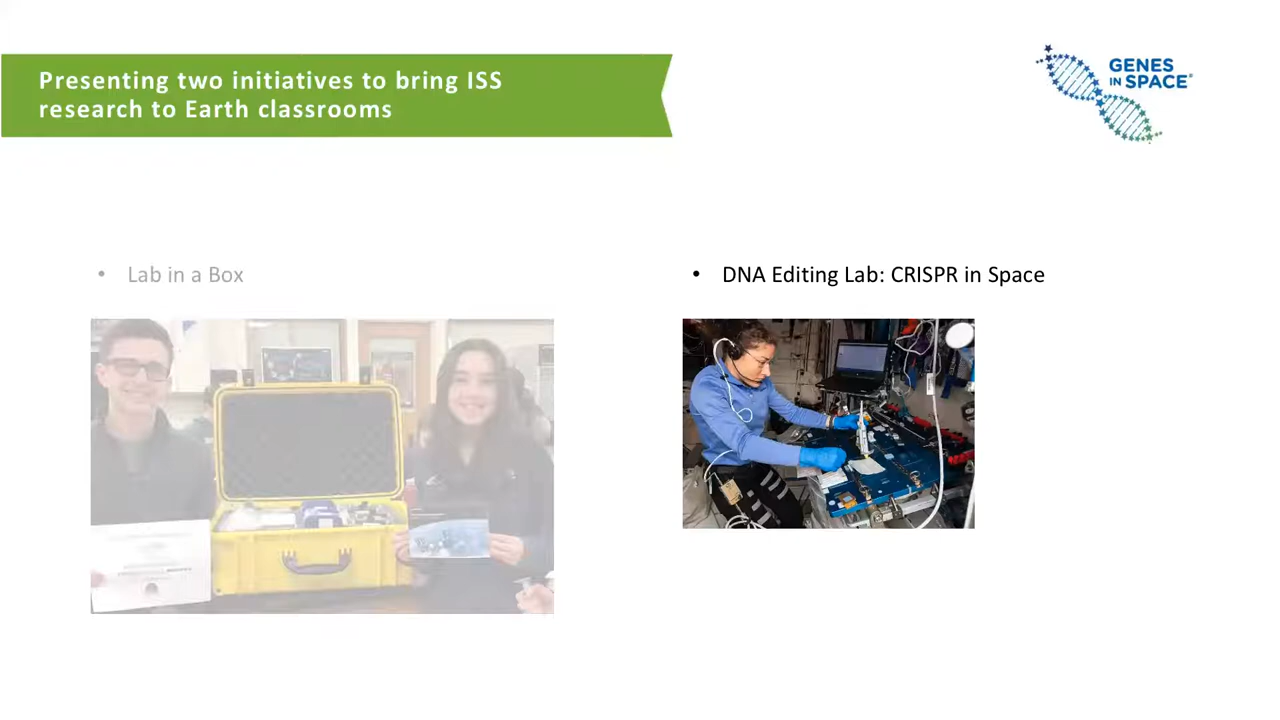 Presenting two initiatives to bring ISS
research to Earth classrooms
GENES
IN SPACE®
• Lab in a Box
• DNA Editing Lab: CRISPR in Space